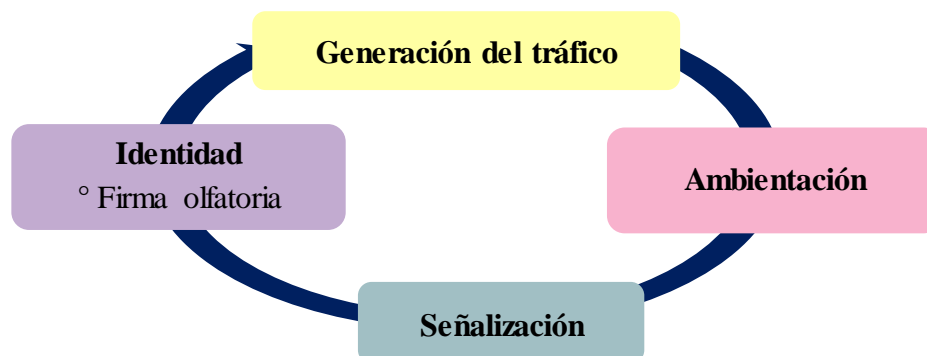 Generación del tráfico
Identidad
° Firma olfatoria
Ambientación
Señalización